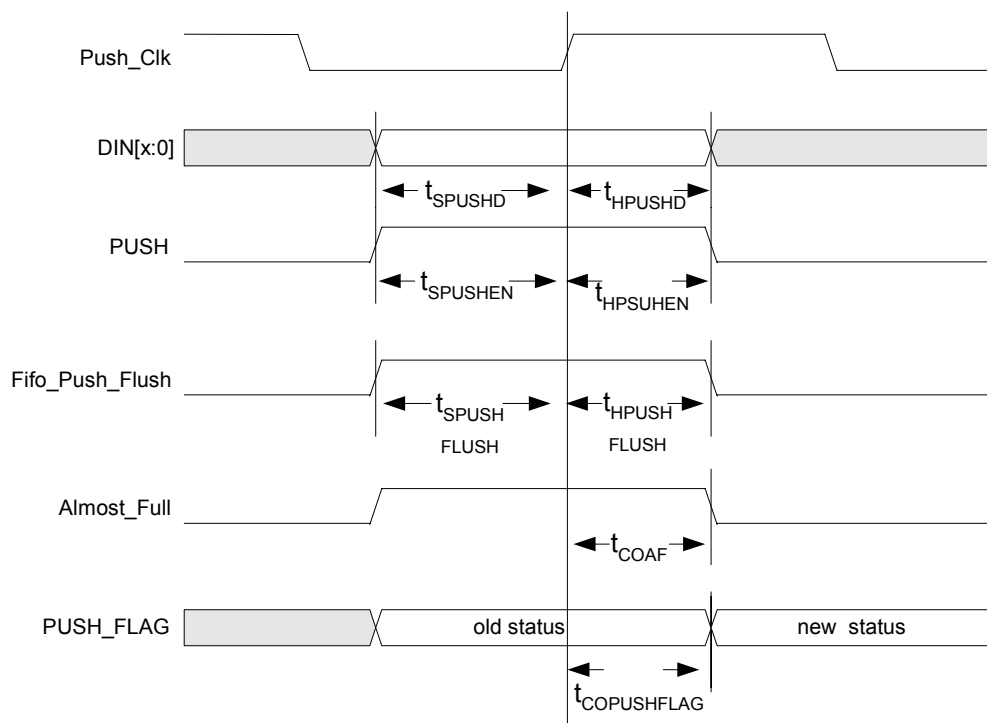 Push_Clk
DIN[x:0]
tSPUSHD
tHPUSHD
PUSH
tSPUSHEN
tHPSUHEN
Fifo_Push_Flush
tSPUSH
tHPUSH
FLUSH
FLUSH
Almost_Full
tCOAF
PUSH_FLAG
old status
new status
tCOPUSHFLAG